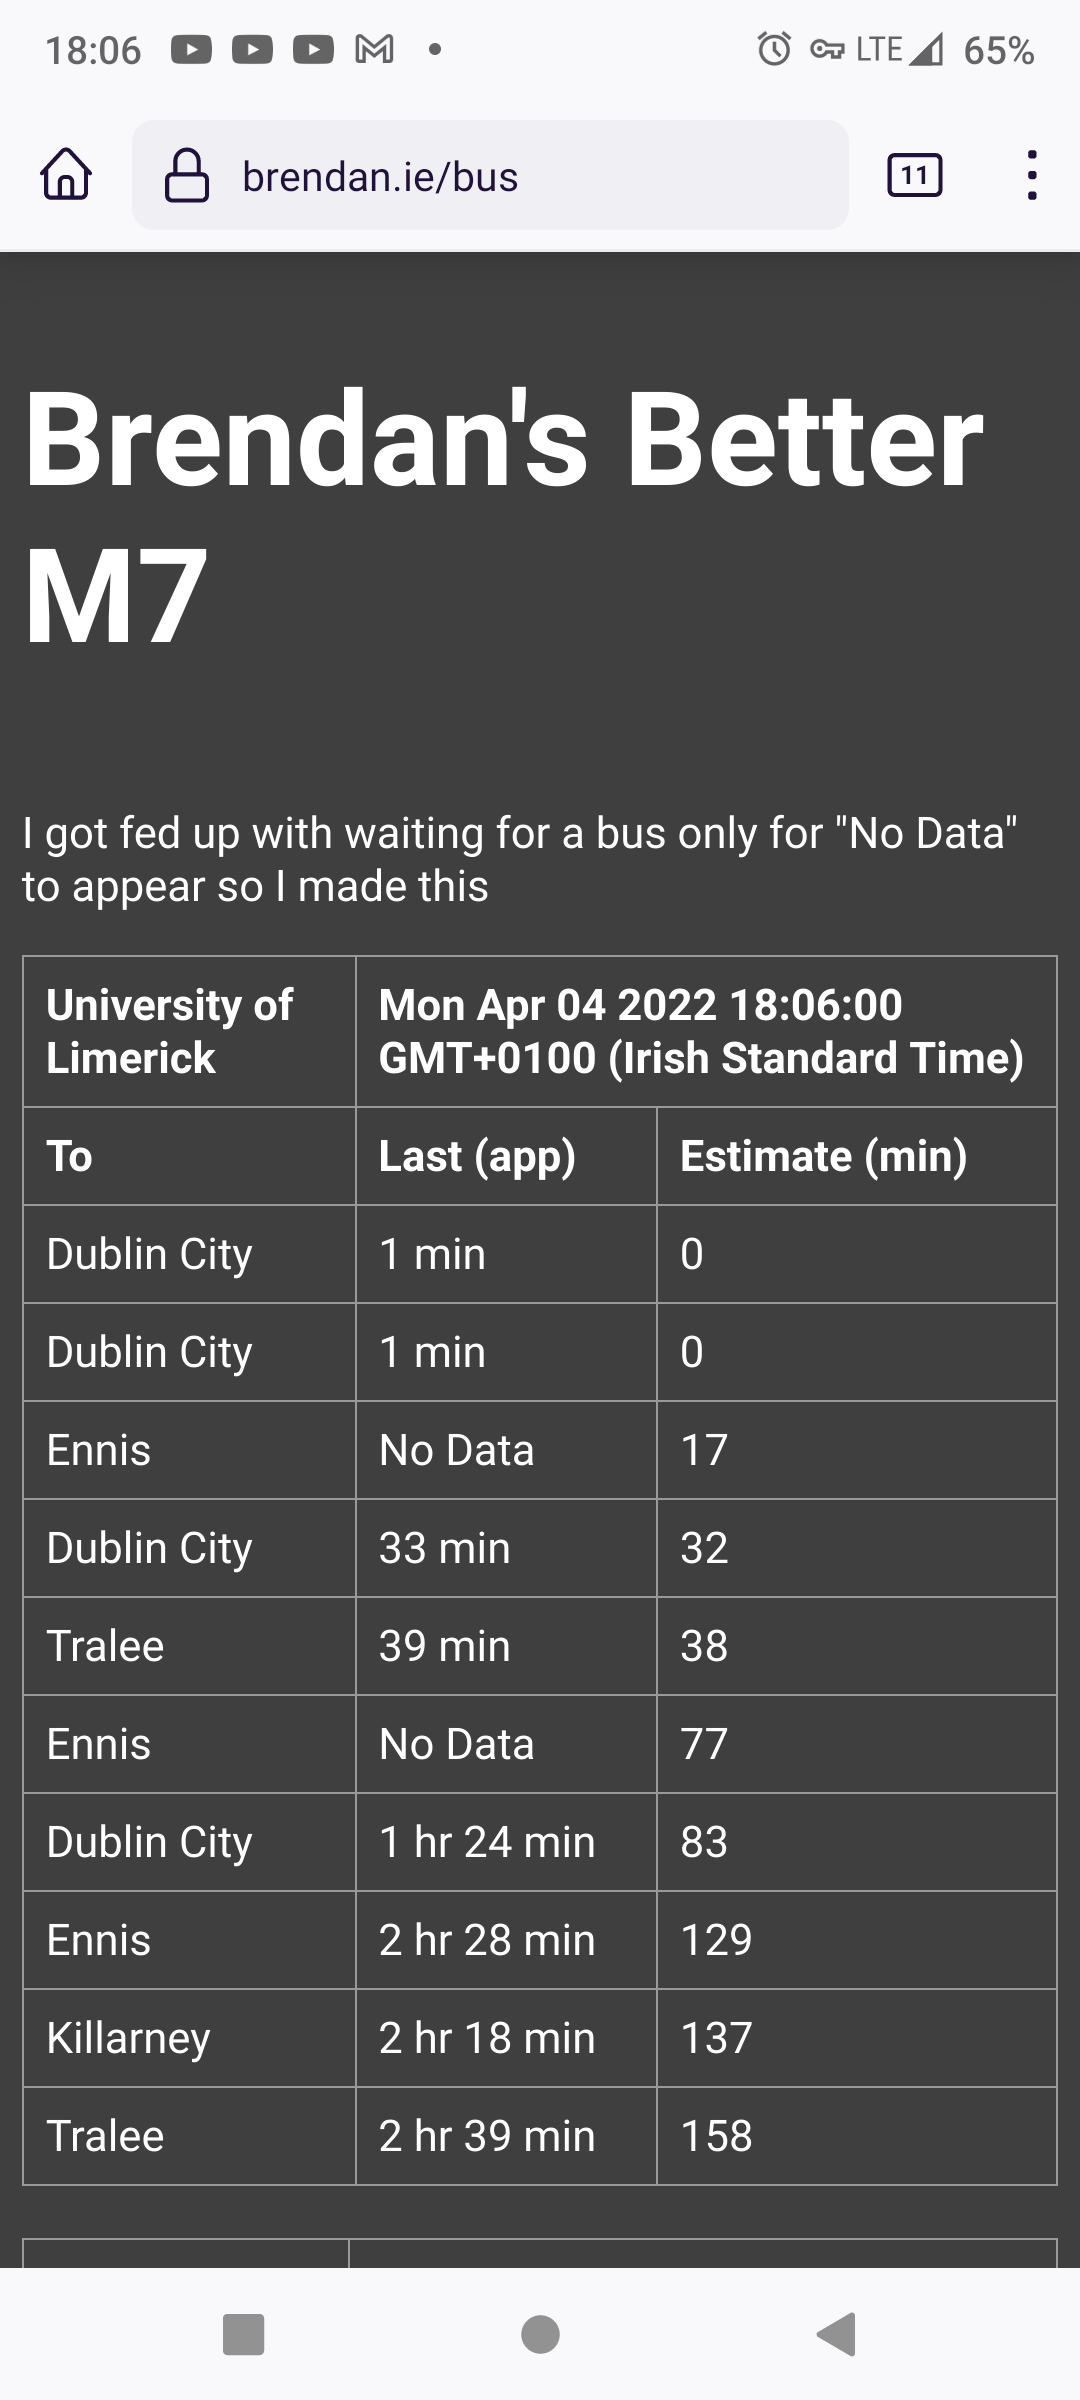 18:06 LTE 65%
brendan.ie/bus 11
Brendan's Better
M7
I got fed up with waiting for a bus only for "No Data"
to appear so I made this
University of Limerick Mon Apr 04 2022 18:06:00 GMT+0100 (Irish Standard Time)
To Last (app) Estimate (min)
Dublin City 1 min 0
Dublin City 1 min 0
Ennis No Data 17
Dublin City 33 min 32
Tralee 39 min 38
Ennis No Data 77
Dublin City 1 hr 24 min 83
Ennis 2 hr 28 min 129
Killarney 2 hr 18 min 137
Tralee 2 hr 39 min 158